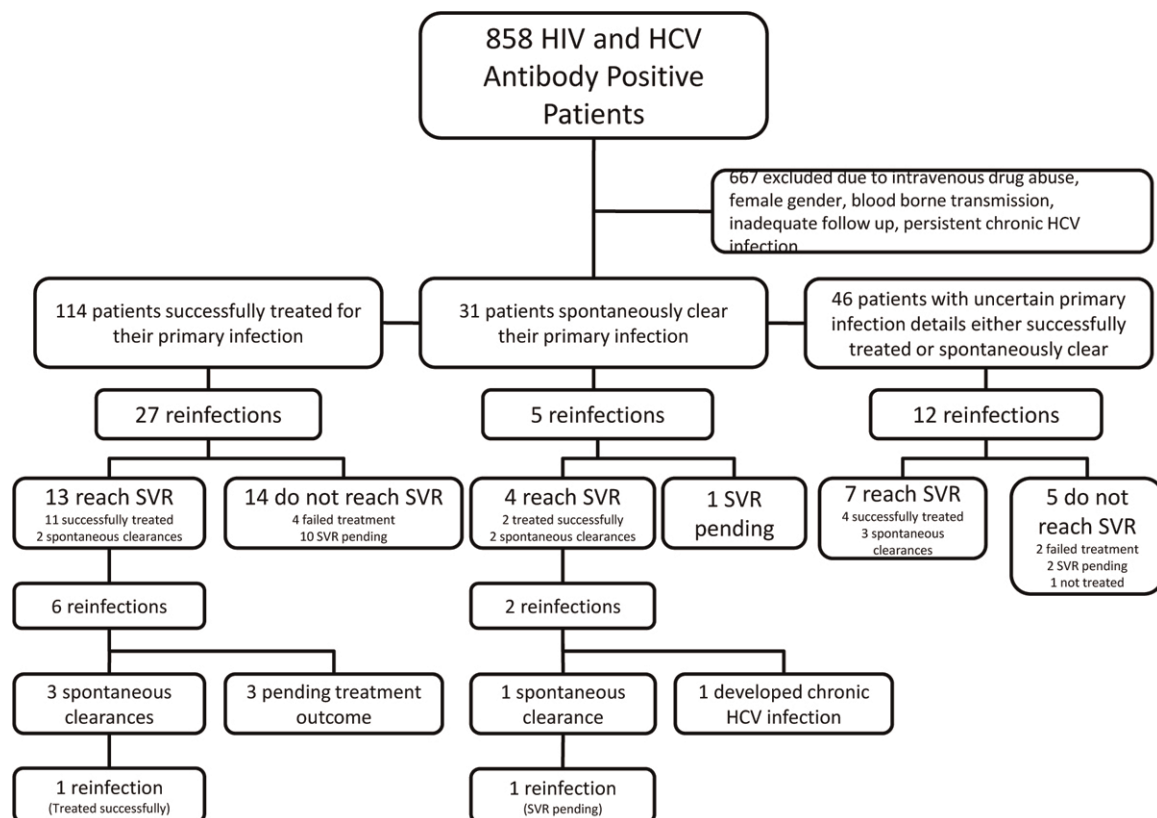 858 HIV and HCV
Antibody Positive
Patients
667 excluded due to intravenous drug abuse,
female gender, blood borne transmission,
inadequate follow up, persistent chronic HCV
infection
114 patients successfully treated for
their primary infection
31 patients spontaneously clear
their primary infection
46 patients with uncertain primary
infection details either successfully
treated or spontaneously clear
27 reinfections
5 reinfections
12 reinfections
13 reach SVR
11 successfully treated
2 spontaneous clearances
14 do not reach SVR
4 failed treatment
10 SVR pending
4 reach SVR
2 treated successfully
2 spontaneous clearances
1 SVR
pending
7 reach SVR
4 successfully treated
3 spontaneous
clearances
5 do not
reach SVR
2 failed treatment
2 SVR pending
1 not treated
6 reinfections
2 reinfections
3 spontaneous
clearances
3 pending treatment
outcome
1 spontaneous
clearance
1 developed chronic
HCV infection
1 reinfection
(Treated successfully)
1 reinfection
(SVR pending)